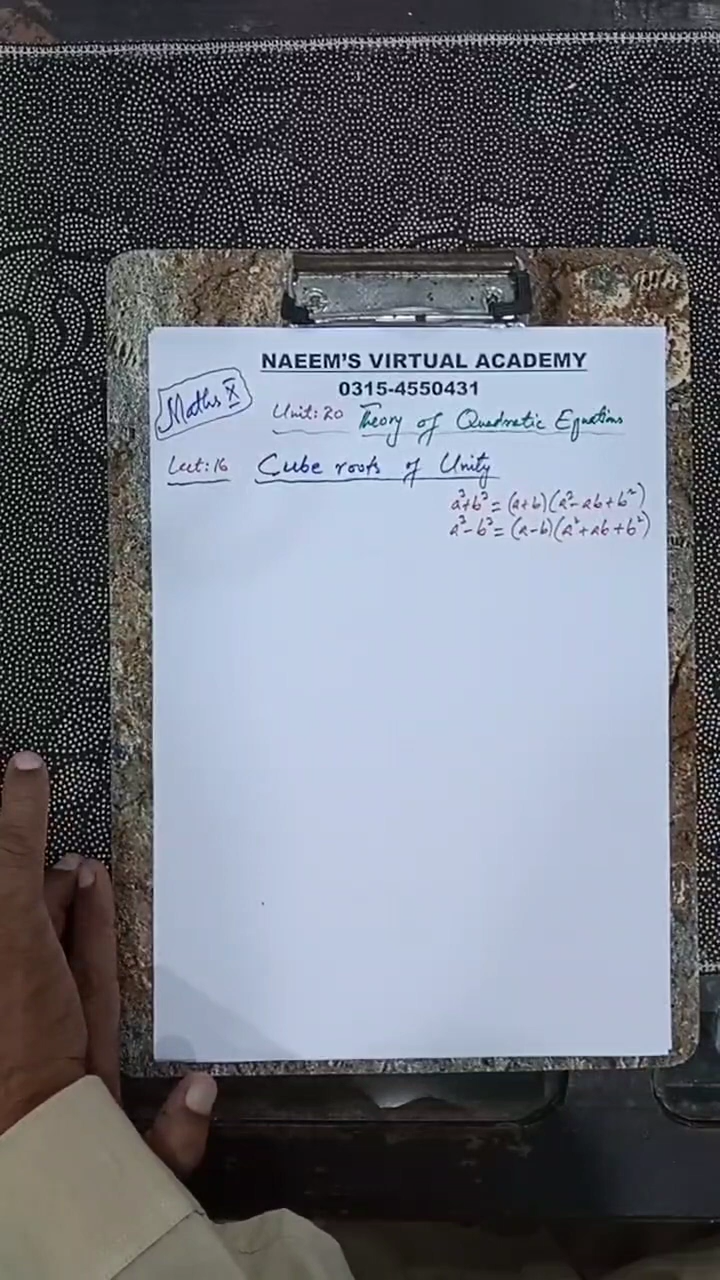 NAEEM'S VIRTUAL ACADEMY
0315-4550431
Maths X
Unit: 20 Theory of Quadratic Equations
Lect: 16 Cube roots of Unity
a³+b³ = (a+b)(a²-ab+b²)
a³-b³ = (a-b)(a²+ab+b²)